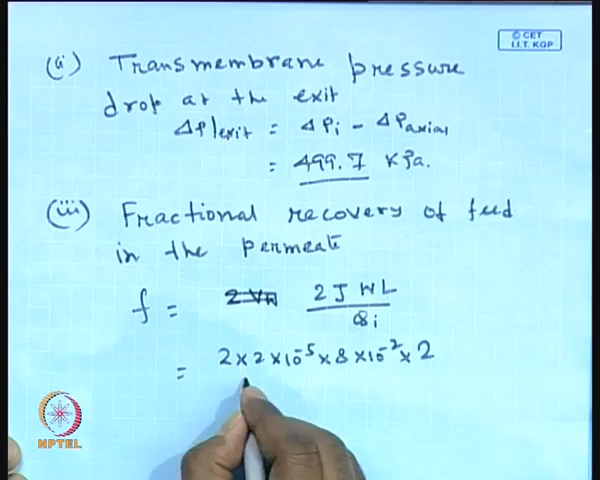 © CET
I.I.T. KGP
(ii) Transmembrane pressure
drop at the exit
ΔP|exit = ΔPi - ΔPaxial
= 499.7 KPa.
(iii) Fractional recovery of feed
in the permeate
f = 2JWL / Qi
= 2 × 2 × 10^-5 × 8 × 10^-2 × 2
NPTEL